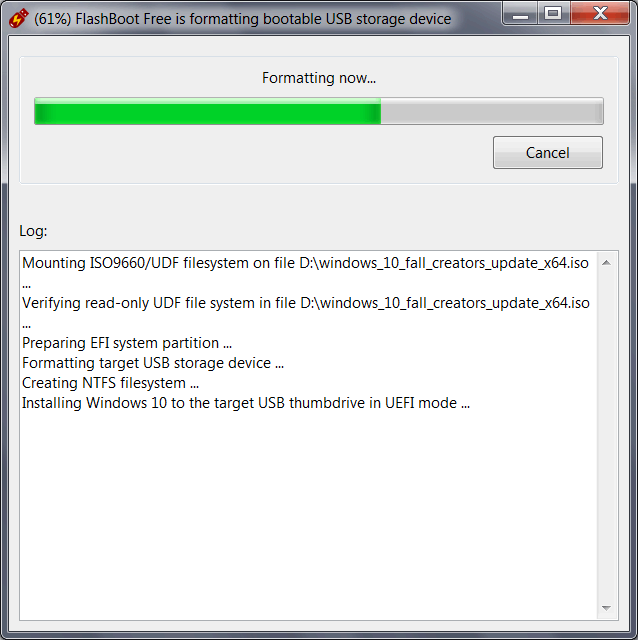 (61%) FlashBoot Free is formatting bootable USB storage device
Formatting now...
Cancel
Log:
Mounting ISO9660/UDF filesystem on file D:\windows_10_fall_creators_update_x64.iso
...
Verifying read-only UDF file system in file D:\windows_10_fall_creators_update_x64.iso
...
Preparing EFI system partition ...
Formatting target USB storage device ...
Creating NTFS filesystem ...
Installing Windows 10 to the target USB thumbdrive in UEFI mode ...